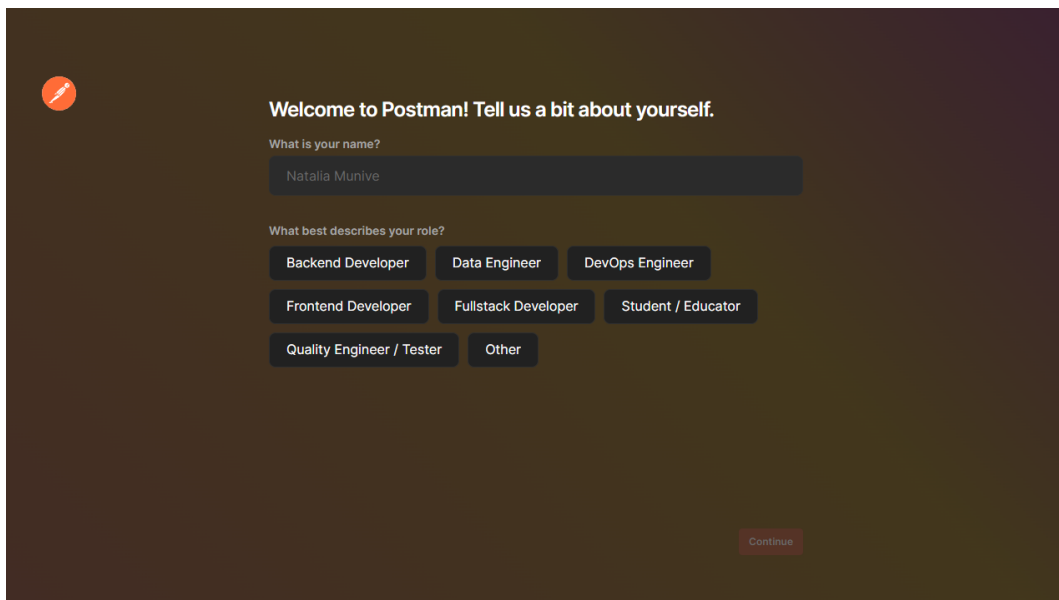 Welcome to Postman! Tell us a bit about yourself.
What is your name?
Natalia Munive
What best describes your role?
Backend Developer Data Engineer DevOps Engineer
Frontend Developer Fullstack Developer Student / Educator
Quality Engineer / Tester Other
Continue